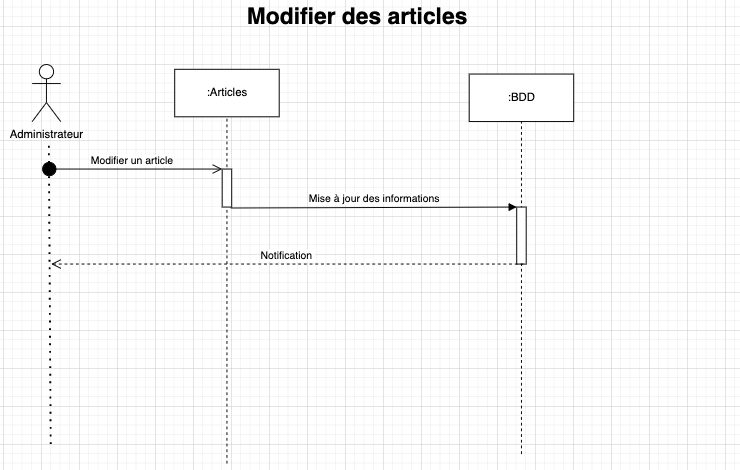 Modifier des articles
:Articles
:BDD
Administrateur
Modifier un article
Mise à jour des informations
Notification